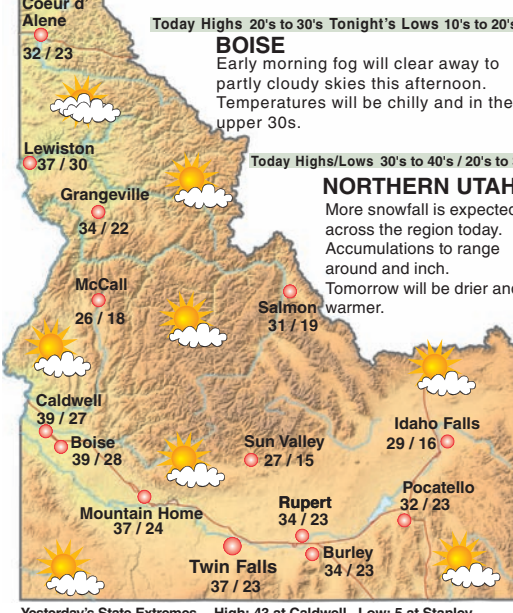 Coeur d'
Alene
32 / 23
Today Highs 20's to 30's Tonight's Lows 10's to 20's
BOISE
Early morning fog will clear away to
partly cloudy skies this afternoon.
Temperatures will be chilly and in the
upper 30s.
Lewiston
37 / 30
Today Highs/Lows 30's to 40's / 20's to
NORTHERN UTAH
More snowfall is expected
across the region today.
Accumulations to range
around and inch.
Tomorrow will be drier and
warmer.
Grangeville
34 / 22
McCall
26 / 18
Salmon
31 / 19
Caldwell
39 / 27
Boise
39 / 28
Sun Valley
27 / 15
Idaho Falls
29 / 16
Mountain Home
37 / 24
Rupert
34 / 23
Pocatello
32 / 23
Twin Falls
37 / 23
Burley
34 / 23
Yesterday's State Extremes - High: 43 at Caldwell Low: 5 at Stanley